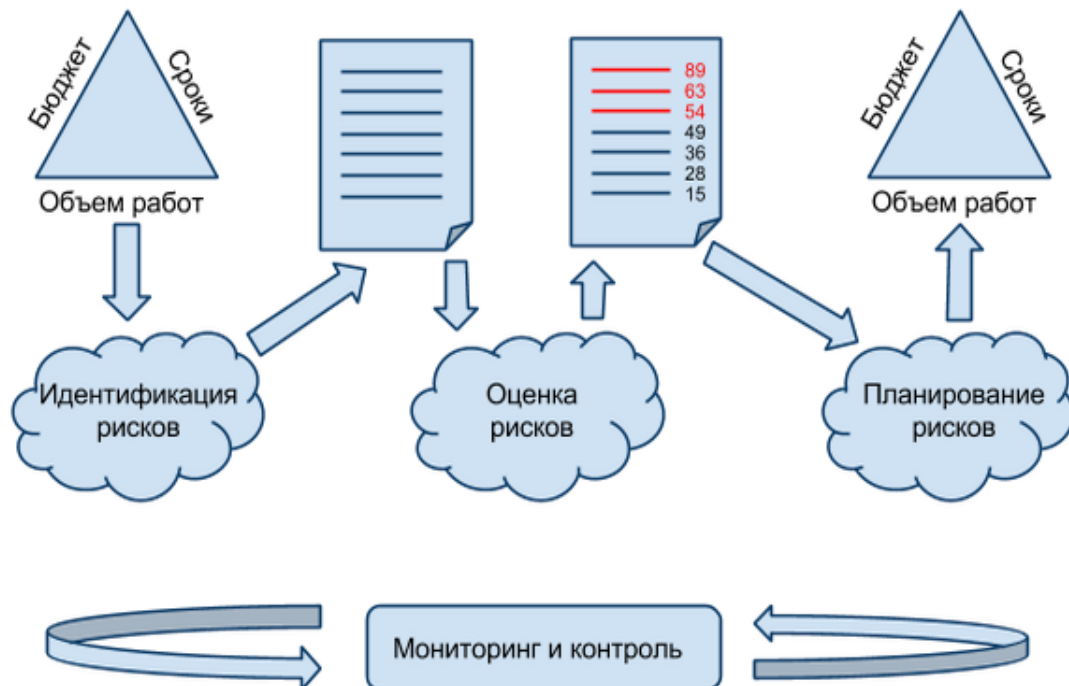 Бюджет
Сроки
Объем работ
89
63
54
49
36
28
15
Бюджет
Сроки
Объем работ
Идентификация
рисков
Оценка
рисков
Планирование
рисков
Мониторинг и контроль